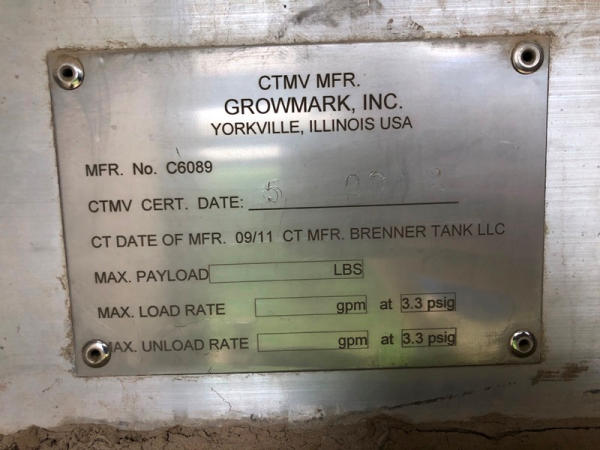 CTMV MFR.
GROWMARK, INC.
YORKVILLE, ILLINOIS USA
MFR. No. C6089
CTMV CERT. DATE: 5
CT DATE OF MFR. 09/11 CT MFR. BRENNER TANK LLC
MAX. PAYLOAD LBS
MAX. LOAD RATE gpm at 3.3 psig
MAX. UNLOAD RATE gpm at 3.3 psig